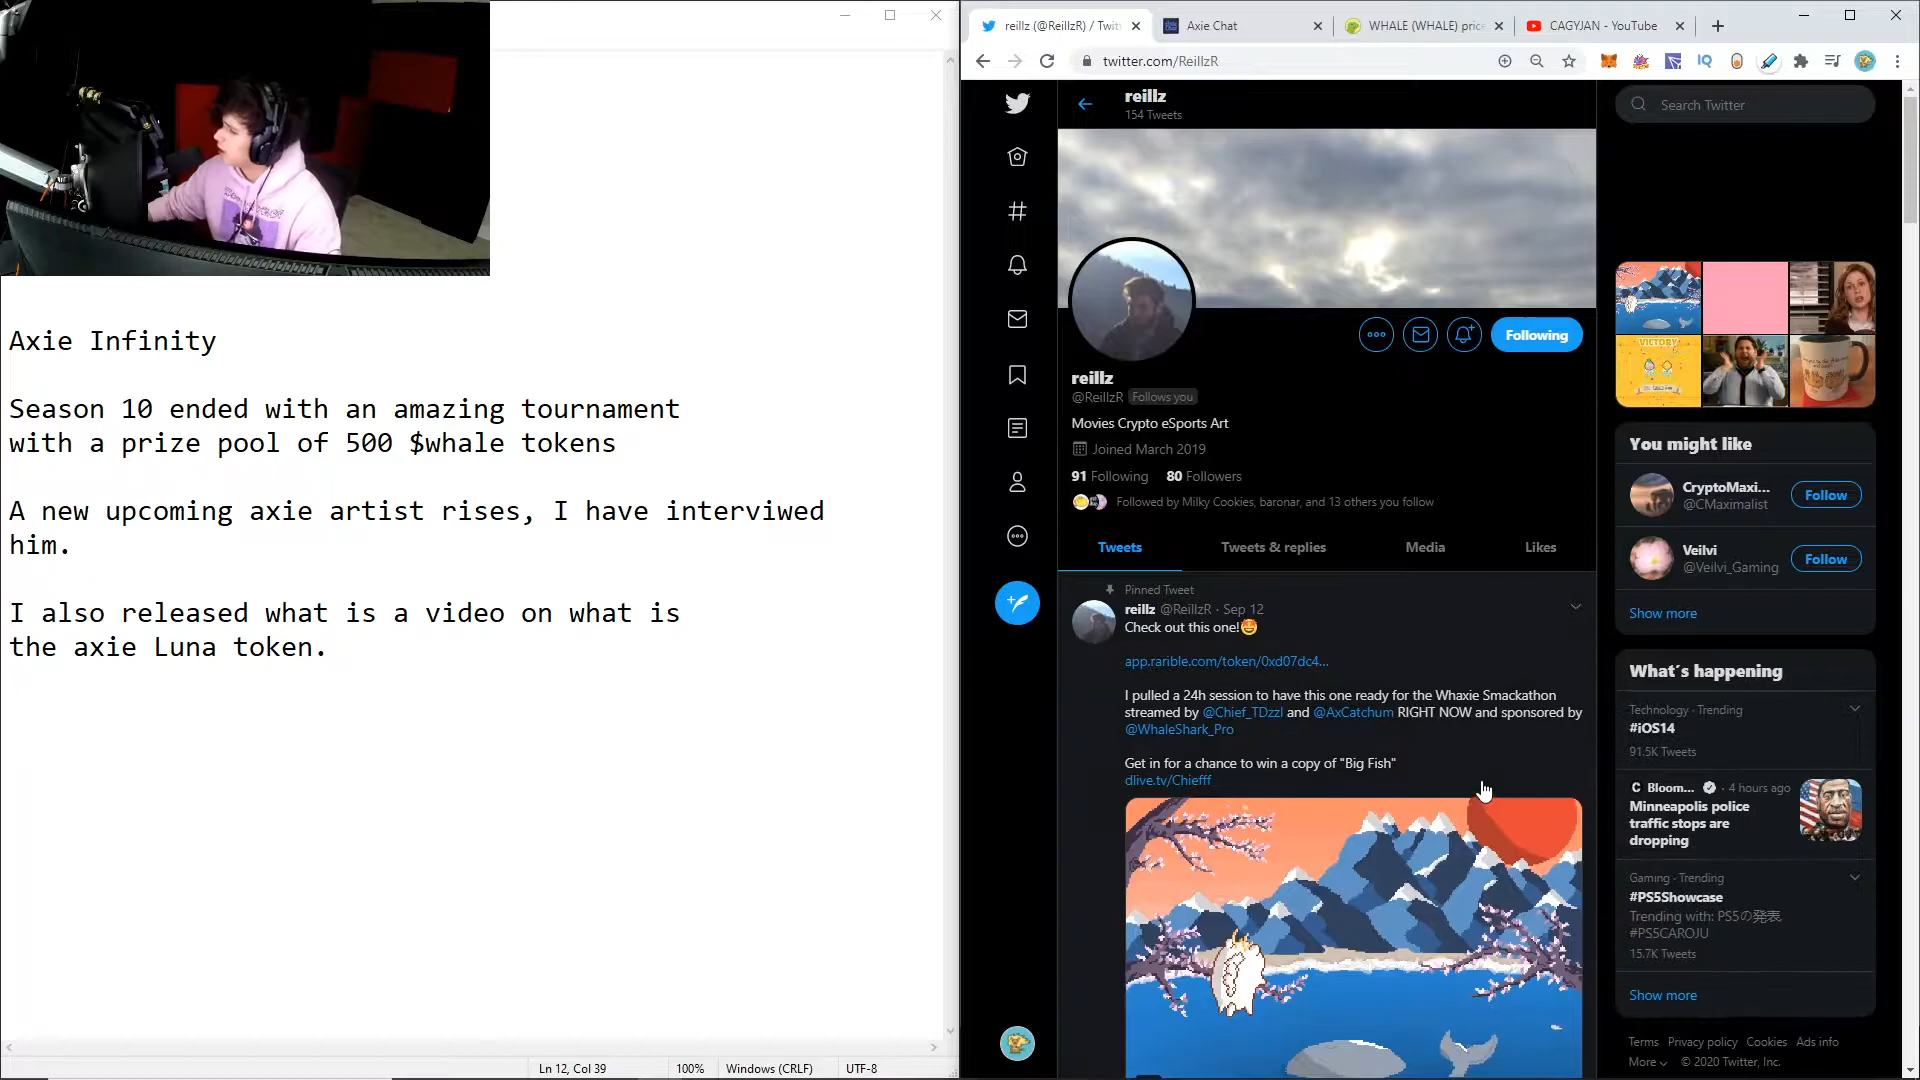 Axie Infinity
Season 10 ended with an amazing tournament
with a prize pool of 500 $whale tokens
A new upcoming axie artist rises, I have interviwed
him.
I also released what is a video on what is
the axie Luna token.
Ln 12, Col 39
100%
Windows (CRLF)
UTF-8
reillz (@ReillzR) / Twit
Axie Chat
WHALE (WHALE) price
CAGYJAN - YouTube
twitter.com/ReillzR
reillz
154 Tweets
Following
reillz
@ReillzR Follows you
Movies Crypto eSports Art
Joined March 2019
91 Following 80 Followers
Followed by Milky Cookies, baronar, and 13 others you follow
Tweets
Tweets & replies
Media
Likes
Pinned Tweet
reillz @ReillzR · Sep 12
Check out this one!🤩
app.rarible.com/token/0xd07dc4...
I pulled a 24h session to have this one ready for the Whaxie Smackathon
streamed by @Chief_TDzzl and @AxCatchum RIGHT NOW and sponsored by
@WhaleShark_Pro
Get in for a chance to win a copy of "Big Fish"
dlive.tv/Chiefff
Search Twitter
VICTORY
You might like
CryptoMaxi...
@CMaximalist
Follow
Veilvi
@Veilvi_Gaming
Follow
Show more
What's happening
Technology · Trending
#iOS14
91.5K Tweets
Bloom... · 4 hours ago
Minneapolis police
traffic stops are
dropping
Gaming · Trending
#PS5Showcase
Trending with: PS5の発表,
#PS5CAROJU
15.7K Tweets
Show more
Terms Privacy policy Cookies Ads info
More © 2020 Twitter, Inc.